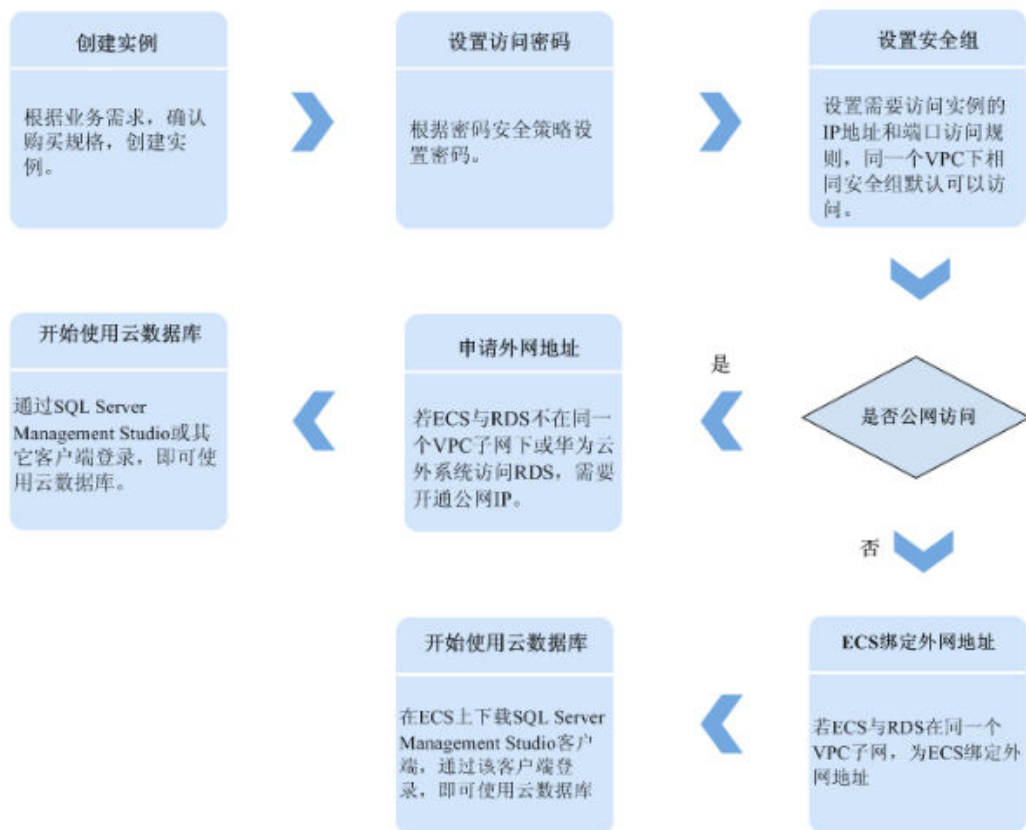 创建实例
根据业务需求，确认
购买规格，创建实
例。
设置访问密码
根据密码安全策略设
置密码。
设置安全组
设置需要访问实例的
IP地址和端口访问规
则，同一个VPC下相
同安全组默认可以访
问。
是否公网访问
是
申请外网地址
若ECS与RDS不在同一
个VPC子网下或华为云
外系统访问RDS，需要
开通公网IP。
开始使用云数据库
通过SQL Server
Management Studio或其
它客户端登录，即可使
用云数据库。
否
ECS绑定外网地址
若ECS与RDS在同一个
VPC子网，为ECS绑定外
网地址
开始使用云数据库
在ECS上下载SQL Server
Management Studio客户
端，通过该客户端登
录，即可使用云数据库